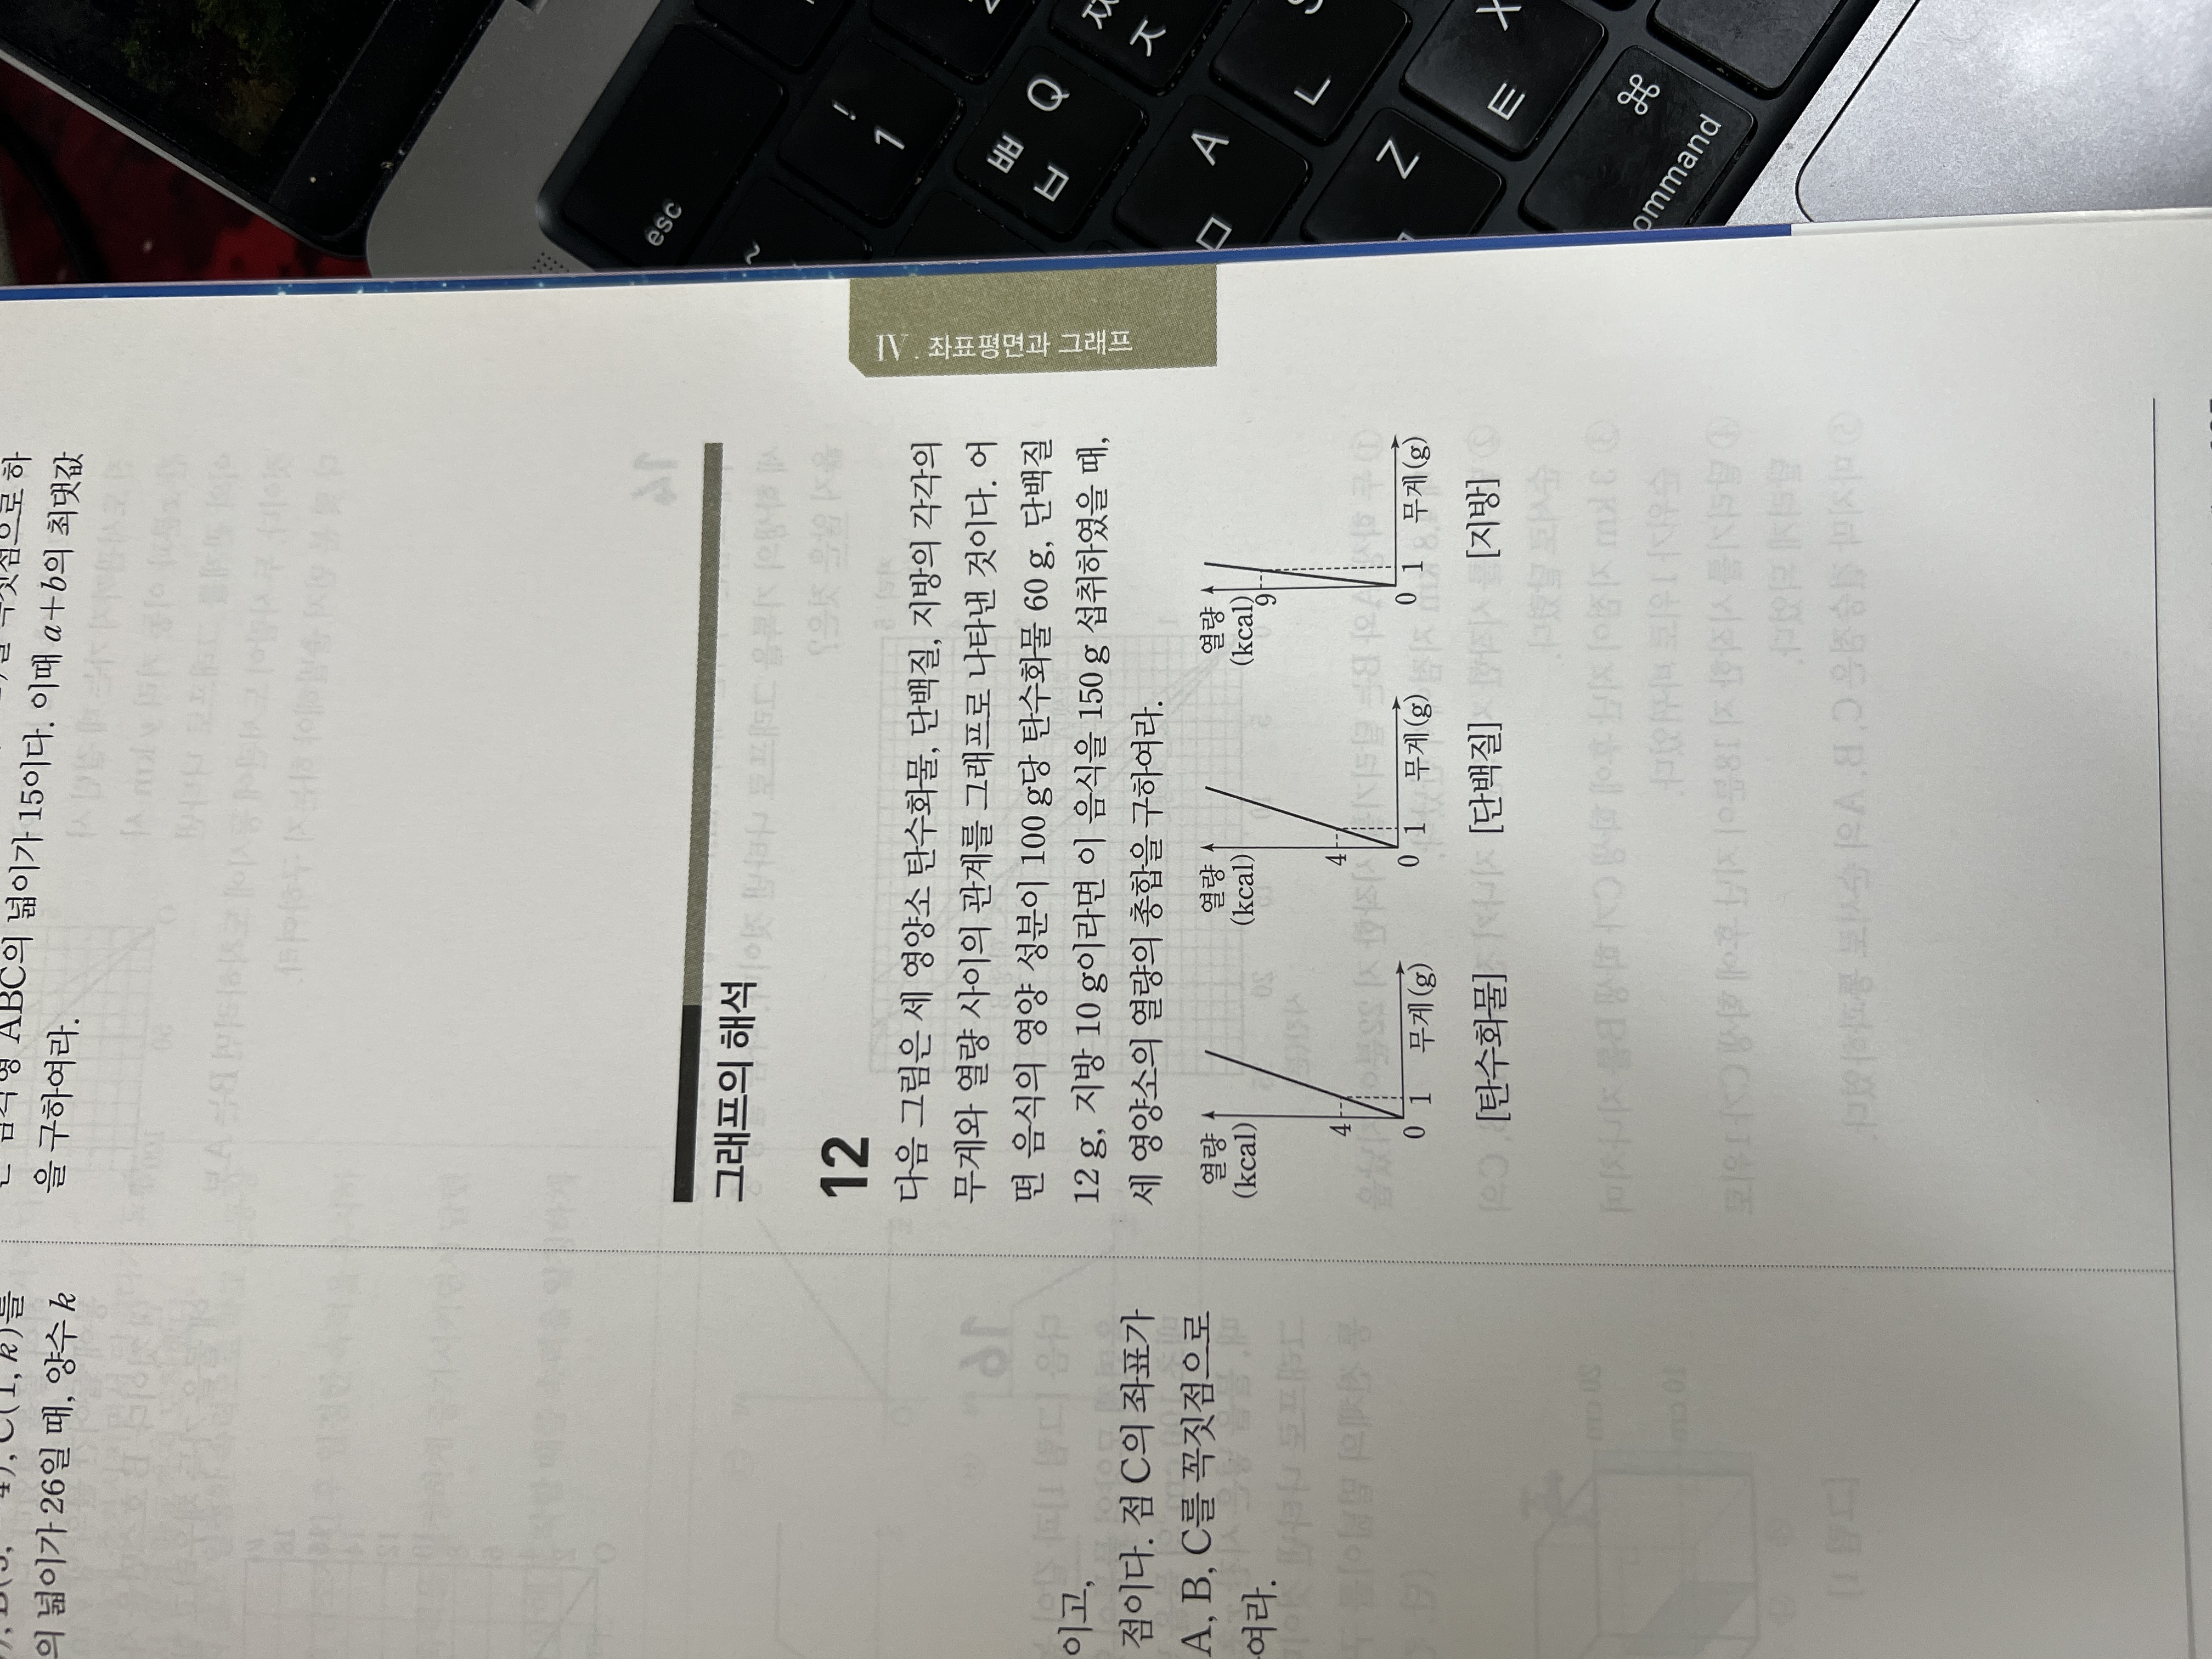 B(3, -4), C(1, k)를
의 넓이가 26일 때, 양수 k
이고,
점이다. 점 C의 좌표가
A, B, C를 꼭짓점으로
여라.
꼭짓점으로 하
삼각형 ABC의 넓이가 15이다. 이때 a+b의 최댓값
을 구하여라.
그래프의 해석
12
다음 그림은 세 영양소 탄수화물, 단백질, 지방의 각각의
무게와 열량 사이의 관계를 그래프로 나타낸 것이다. 어
떤 음식의 영양 성분이 100 g당 탄수화물 60 g, 단백질
12 g, 지방 10 g이라면 이 음식을 150 g 섭취하였을 때,
세 영양소의 열량의 총합을 구하여라.
열량
(kcal)
4
0 1 무게(g)
[탄수화물]
열량
(kcal)
4
0 1 무게(g)
[단백질]
열량
(kcal)
9
0 1 무게(g)
[지방]
IV. 좌표평면과 그래프
esc
~
!
1
ㅃ Q
ㅂ
ㅉ
ㅈ
ㅁ A
ㄴ S
Z
ㅌ X
⌘
ommand